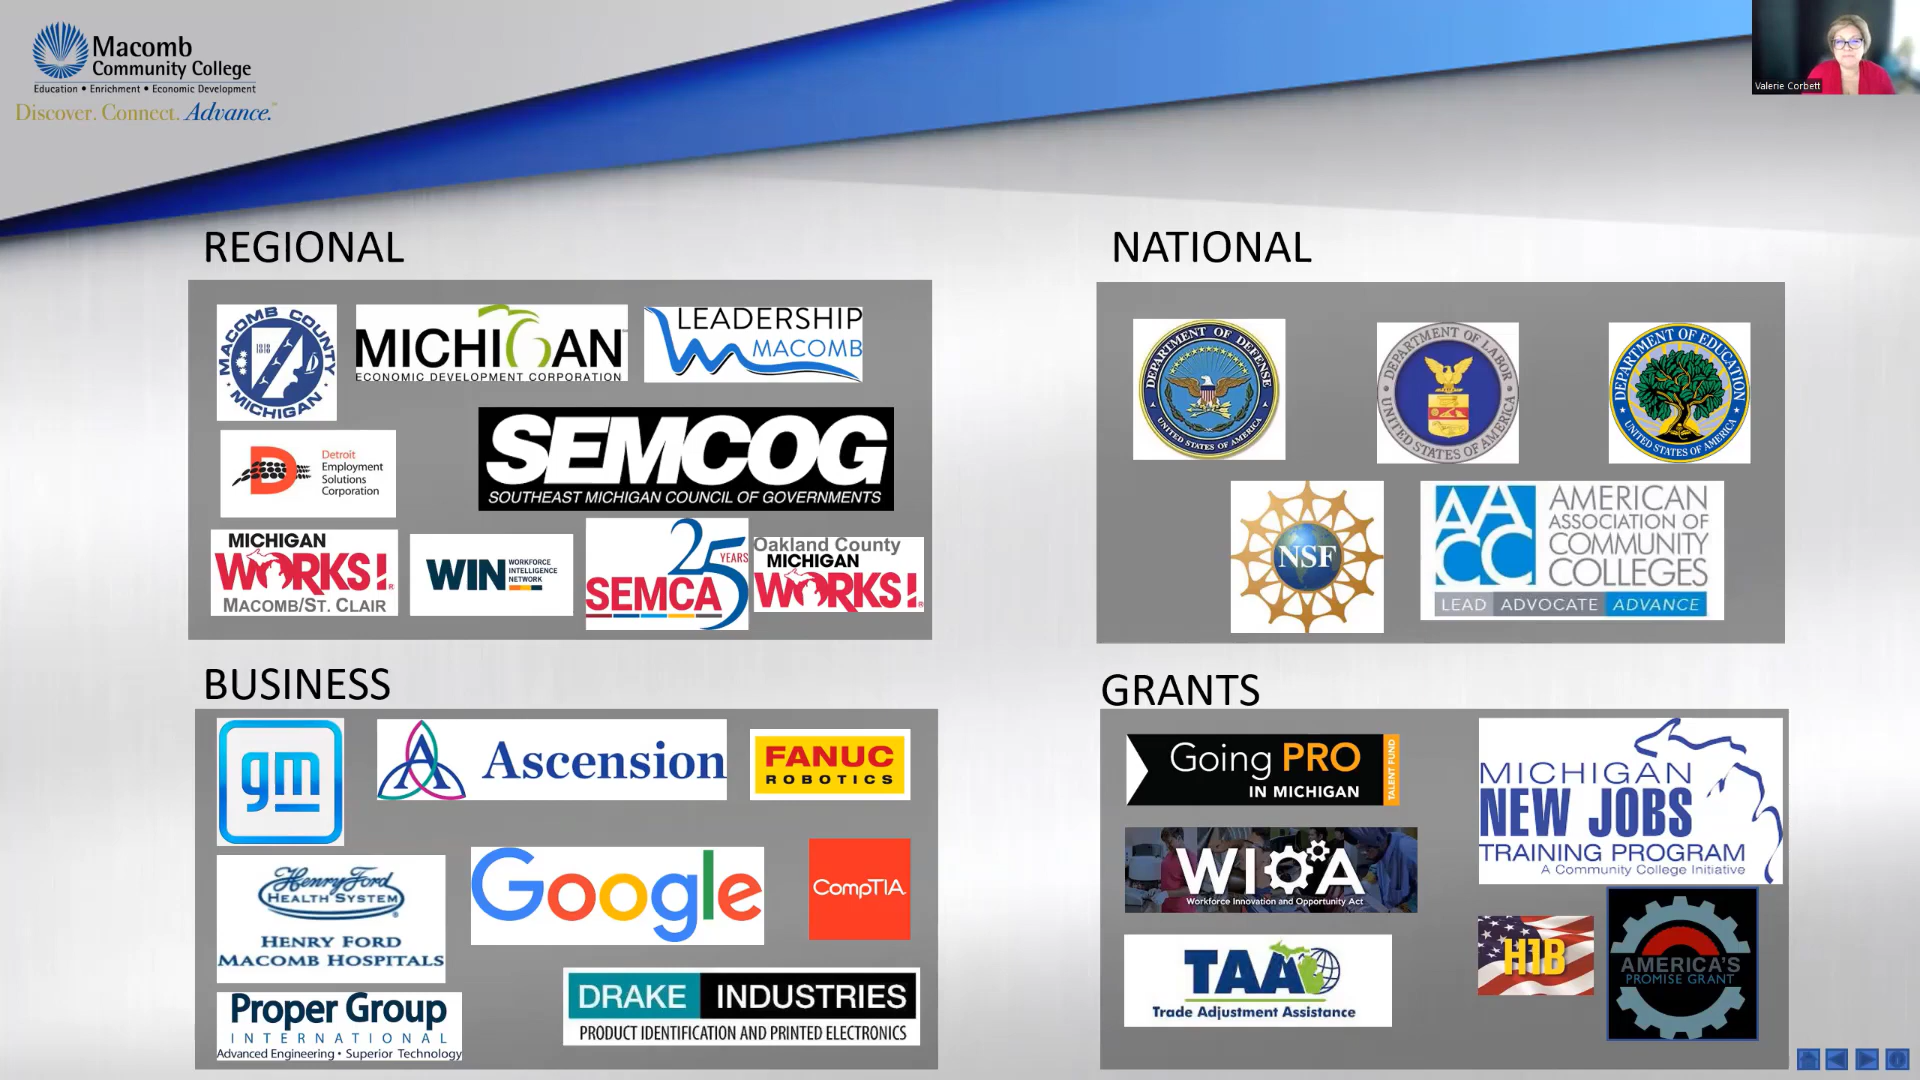 Macomb
Community College
Education • Enrichment • Economic Development
Discover. Connect. Advance.™
Valerie Corbett
REGIONAL
MACOMB COUNTY
1818
MICHIGAN
MICHIGAN
ECONOMIC DEVELOPMENT CORPORATION
LEADERSHIP
MACOMB
Detroit
Employment
Solutions
Corporation
SEMCOG
SOUTHEAST MICHIGAN COUNCIL OF GOVERNMENTS
MICHIGAN
WORKS!
MACOMB/ST. CLAIR
WIN
WORKFORCE
INTELLIGENCE
NETWORK
25
YEARS
SEMCA
Oakland County
MICHIGAN
WORKS!
NATIONAL
DEPARTMENT OF DEFENSE
UNITED STATES OF AMERICA
DEPARTMENT OF LABOR
UNITED STATES OF AMERICA
DEPARTMENT OF EDUCATION
UNITED STATES OF AMERICA
NSF
AA
CC
AMERICAN
ASSOCIATION OF
COMMUNITY
COLLEGES
LEAD ADVOCATE ADVANCE
BUSINESS
gm
A
Ascension
FANUC
ROBOTICS
Henry Ford
HEALTH SYSTEM
HENRY FORD
MACOMB HOSPITALS
Google
CompTIA
Proper Group
INTERNATIONAL
Advanced Engineering • Superior Technology
DRAKE INDUSTRIES
PRODUCT IDENTIFICATION AND PRINTED ELECTRONICS
GRANTS
Going PRO
IN MICHIGAN
TALENT FUND
MICHIGAN
NEW JOBS
TRAINING PROGRAM
A Community College Initiative
WIOA
Workforce Innovation and Opportunity Act
TAA
Trade Adjustment Assistance
H1B
AMERICA'S
PROMISE GRANT